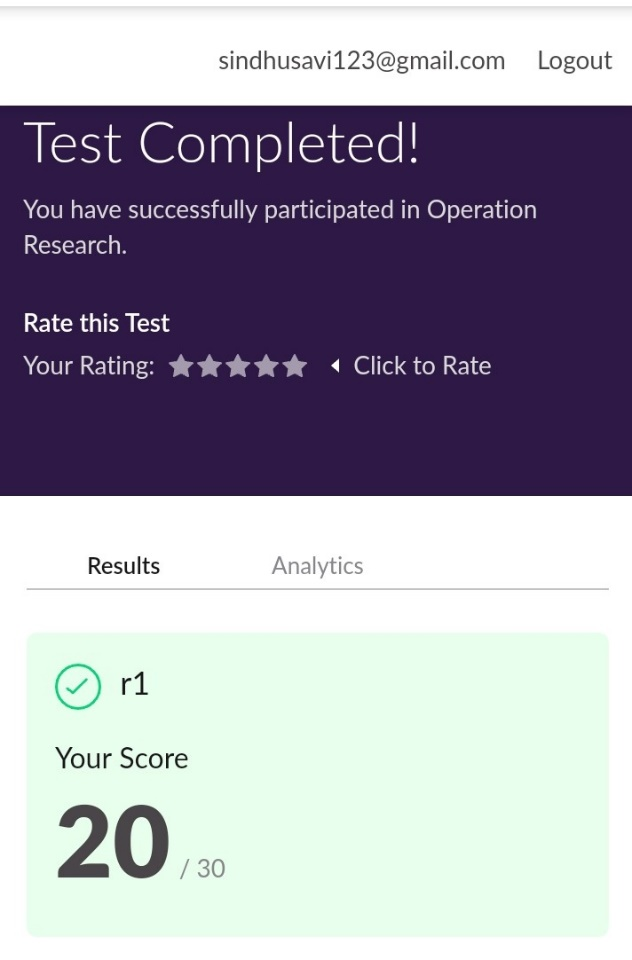 sindhusavi123@gmail.com Logout
Test Completed!
You have successfully participated in Operation
Research.
Rate this Test
Your Rating: Click to Rate
Results Analytics
r1
Your Score
20 / 30